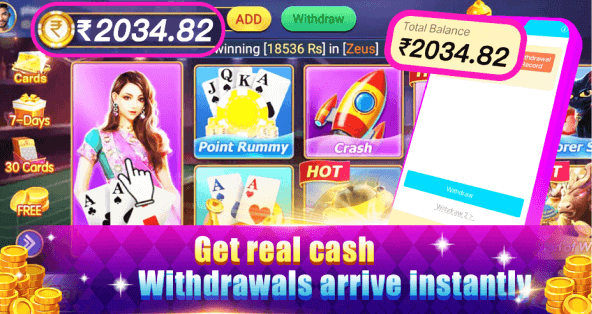 ₹2034.82
ADD
Withdraw
Total Balance
₹2034.82
Winning [18536 Rs] in [Zeus]
Withdrawal
Record
Cards
7-Days
30 Cards
FREE
J Q K A
Point Rummy
Crash
HOT
HOT
A A
A A A
Withdraw
Get real cash
Withdrawals arrive instantly